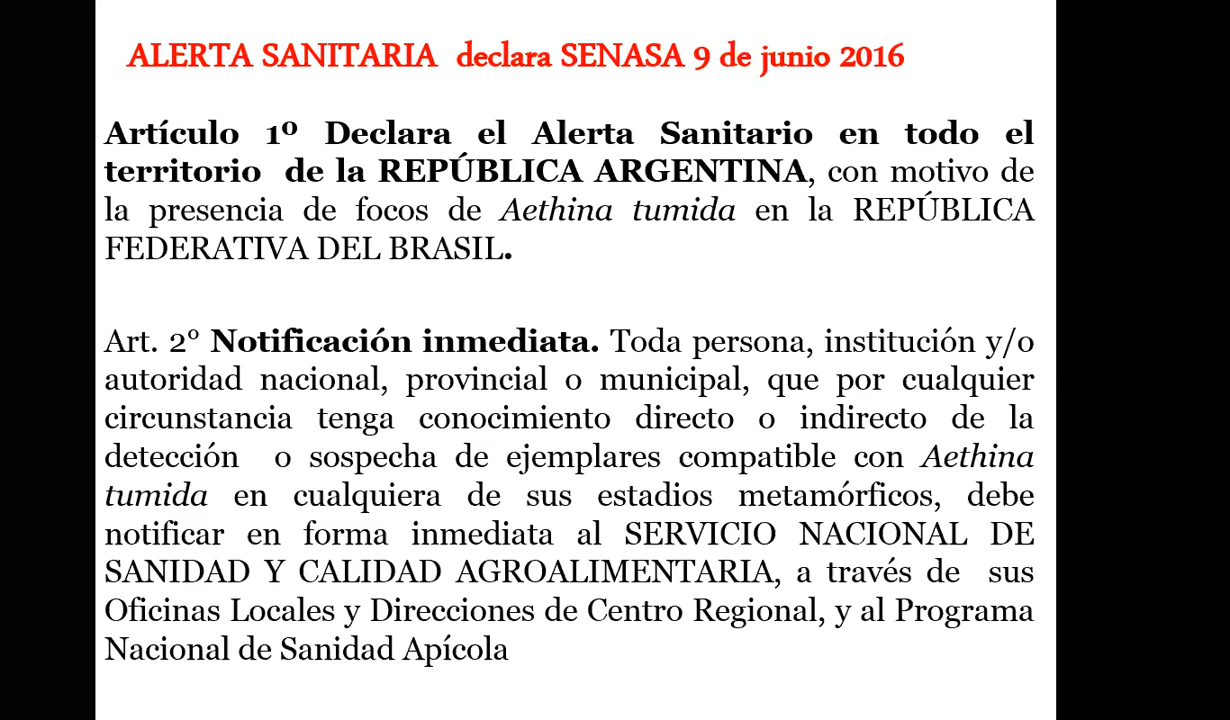 ALERTA SANITARIA declara SENASA 9 de junio 2016
Artículo 1º Declara el Alerta Sanitario en todo el
territorio de la REPÚBLICA ARGENTINA, con motivo de
la presencia de focos de Aethina tumida en la REPÚBLICA
FEDERATIVA DEL BRASIL.
Art. 2° Notificación inmediata. Toda persona, institución y/o
autoridad nacional, provincial o municipal, que por cualquier
circunstancia tenga conocimiento directo o indirecto de la
detección o sospecha de ejemplares compatible con Aethina
tumida en cualquiera de sus estadios metamórficos, debe
notificar en forma inmediata al SERVICIO NACIONAL DE
SANIDAD Y CALIDAD AGROALIMENTARIA, a través de sus
Oficinas Locales y Direcciones de Centro Regional, y al Programa
Nacional de Sanidad Apícola